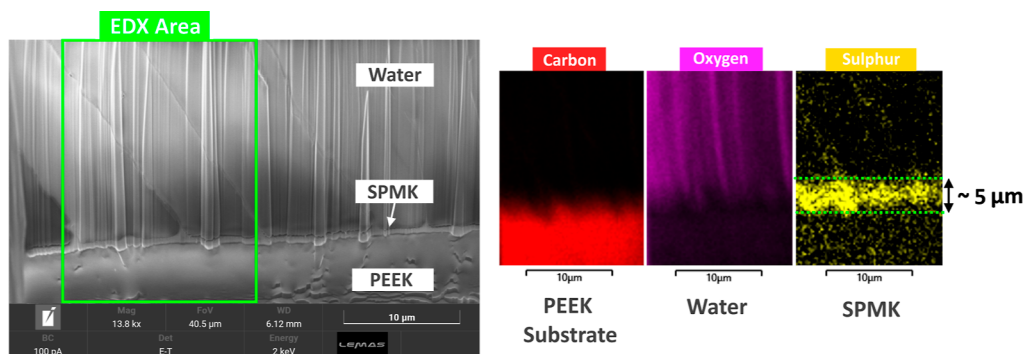 EDX Area
Water
SPMK
PEEK
Mag
13.8 kx
FoV
40.5 µm
WD
6.12 mm
10 µm
BC
100 pA
Det
E-T
Energy
2 keV
LEMAS
Carbon
Oxygen
Sulphur
~ 5 µm
10µm
10µm
10µm
PEEK
Substrate
Water
SPMK